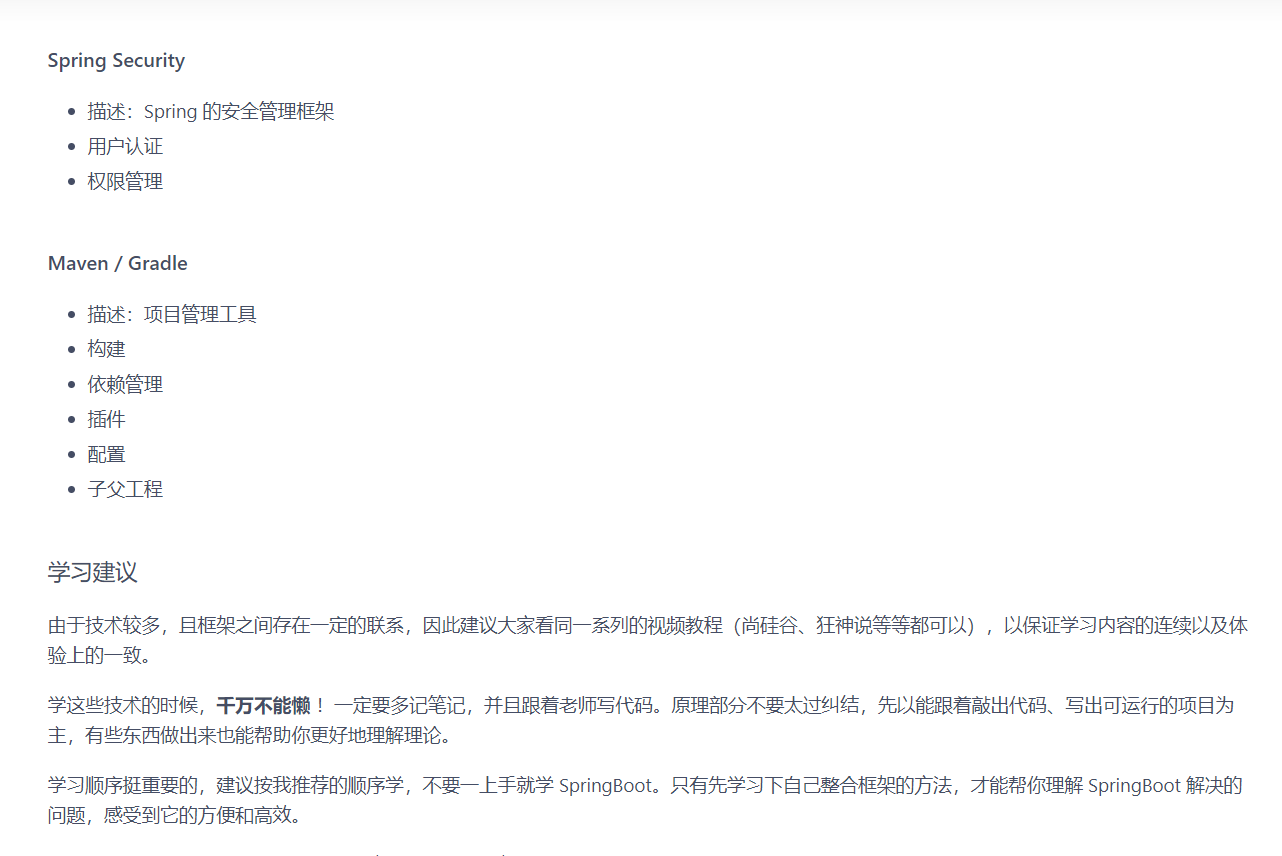 Spring Security
描述：Spring 的安全管理框架
用户认证
权限管理
Maven / Gradle
描述：项目管理工具
构建
依赖管理
插件
配置
子父工程
学习建议
由于技术较多，且框架之间存在一定的联系，因此建议大家看同一系列的视频教程（尚硅谷、狂神说等等都可以），以保证学习内容的连续以及体
验上的一致。
学这些技术的时候，千万不能懒！一定要多记笔记，并且跟着老师写代码。原理部分不要太过纠结，先以能跟着敲出代码、写出可运行的项目为
主，有些东西做出来也能帮助你更好地理解理论。
学习顺序挺重要的，建议按我推荐的顺序学，不要一上手就学 SpringBoot。只有先学习下自己整合框架的方法，才能帮你理解 SpringBoot 解决的
问题，感受到它的方便和高效。